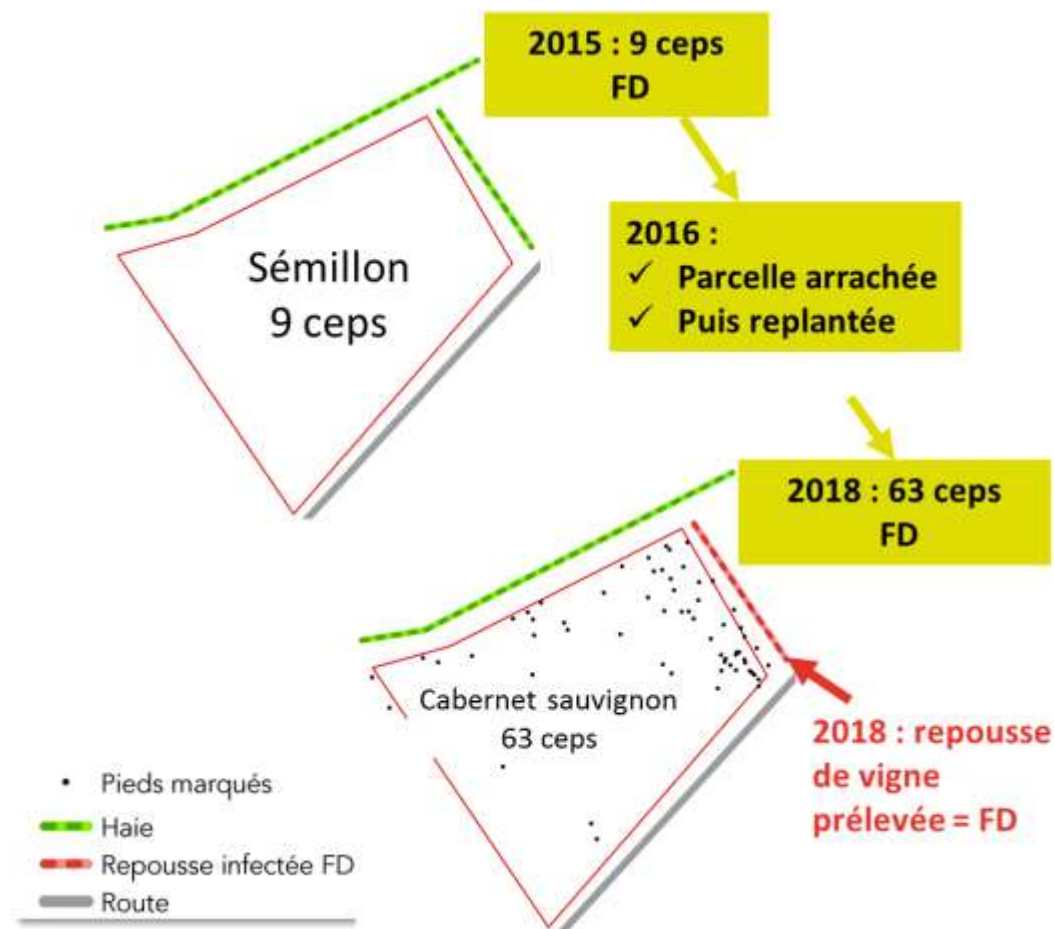 2015 : 9 ceps
FD
Sémillon
9 ceps
2016 :
✓ Parcelle arrachée
✓ Puis replantée
2018 : 63 ceps
FD
Cabernet sauvignon
63 ceps
2018 : repousse
de vigne
prélevée = FD
Pieds marqués
Haie
Repousse infectée FD
Route